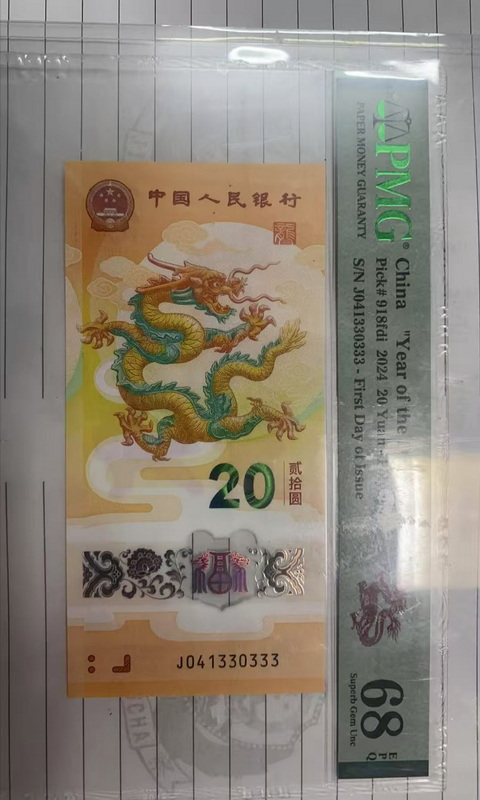 中国人民银行
20
贰拾圆
福
J041330333
PMG®
PAPER MONEY GUARANTY
China "Year of the
Pick# 918fdi 2024 20 Yuan
S/N J041330333 - First Day of Issue
68
EPQ
Superb Gem Unc